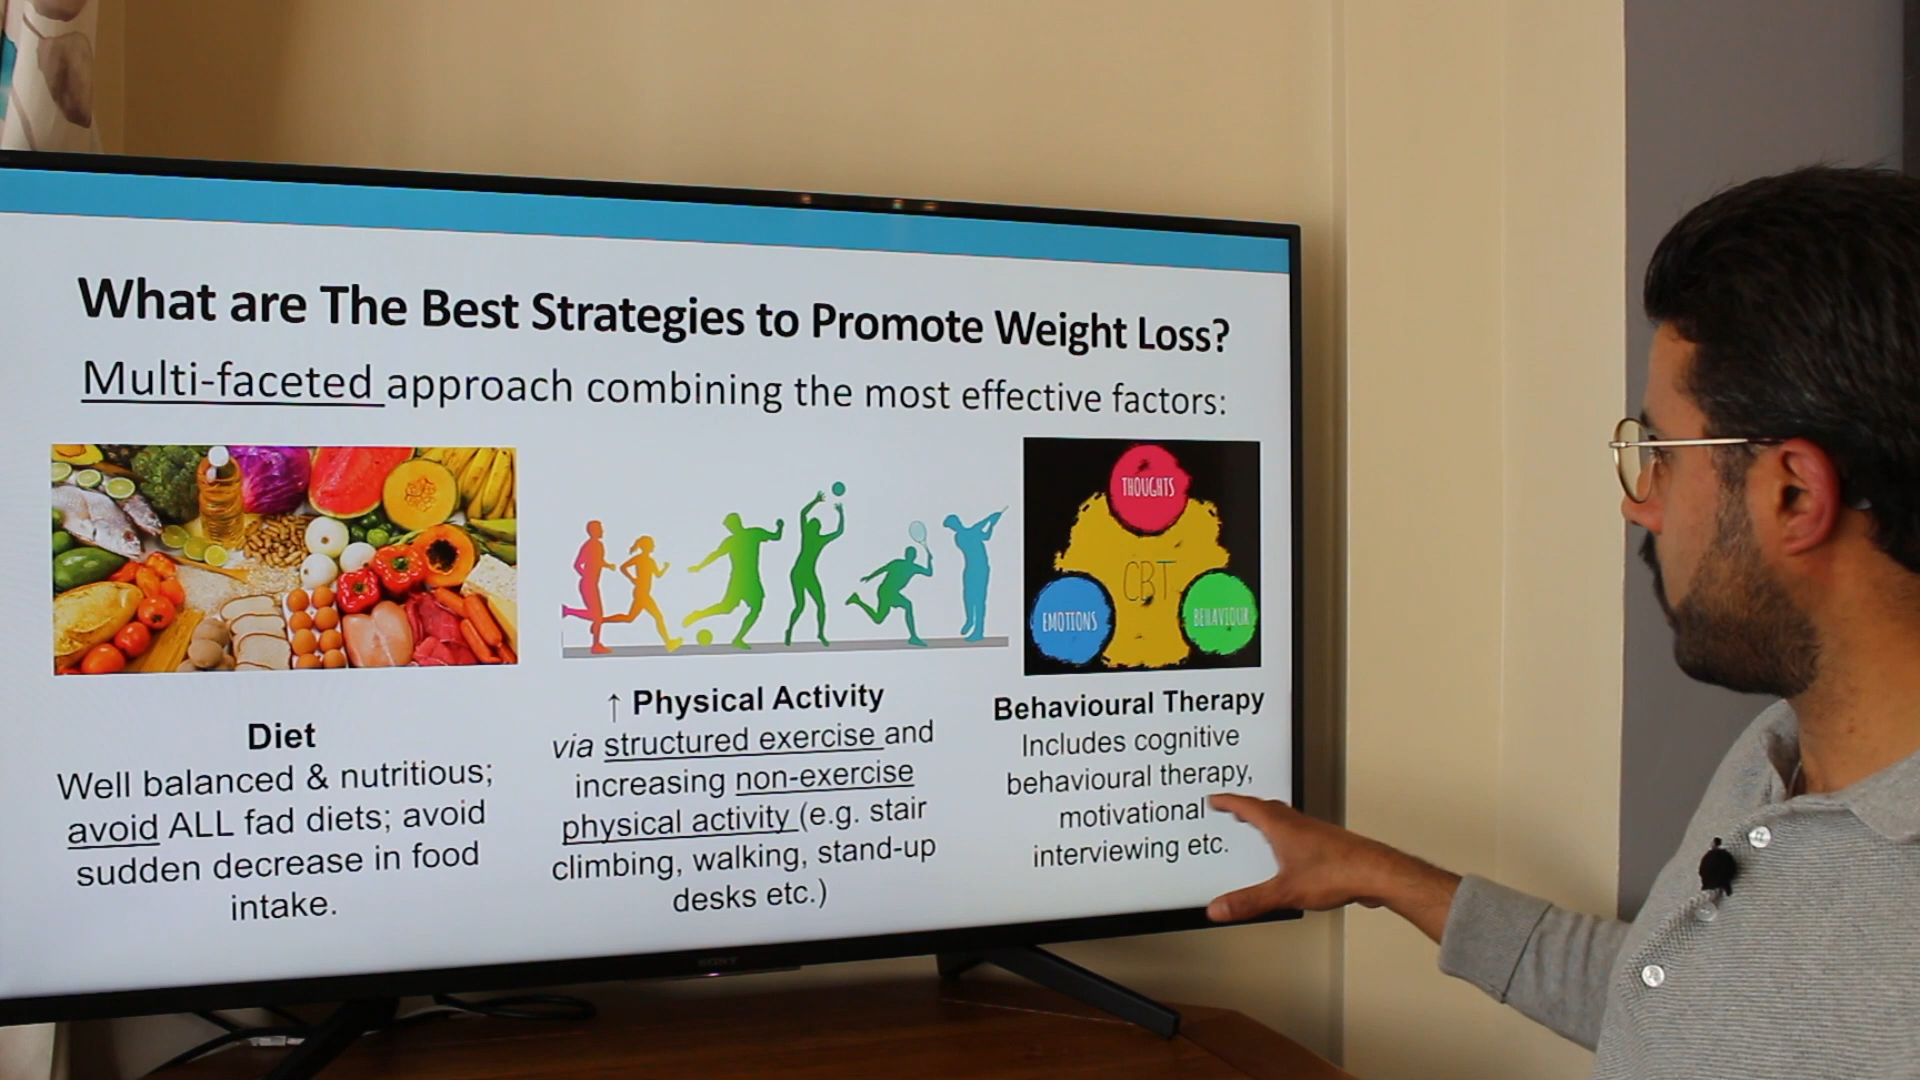 What are The Best Strategies to Promote Weight Loss?
Multi-faceted approach combining the most effective factors:
THOUGHTS
CBT
EMOTIONS
BEHAVIOUR
Diet
Well balanced & nutritious;
avoid ALL fad diets; avoid
sudden decrease in food
intake.
↑ Physical Activity
via structured exercise and
increasing non-exercise
physical activity (e.g. stair
climbing, walking, stand-up
desks etc.)
Behavioural Therapy
Includes cognitive
behavioural therapy,
motivational
interviewing etc.
SONY